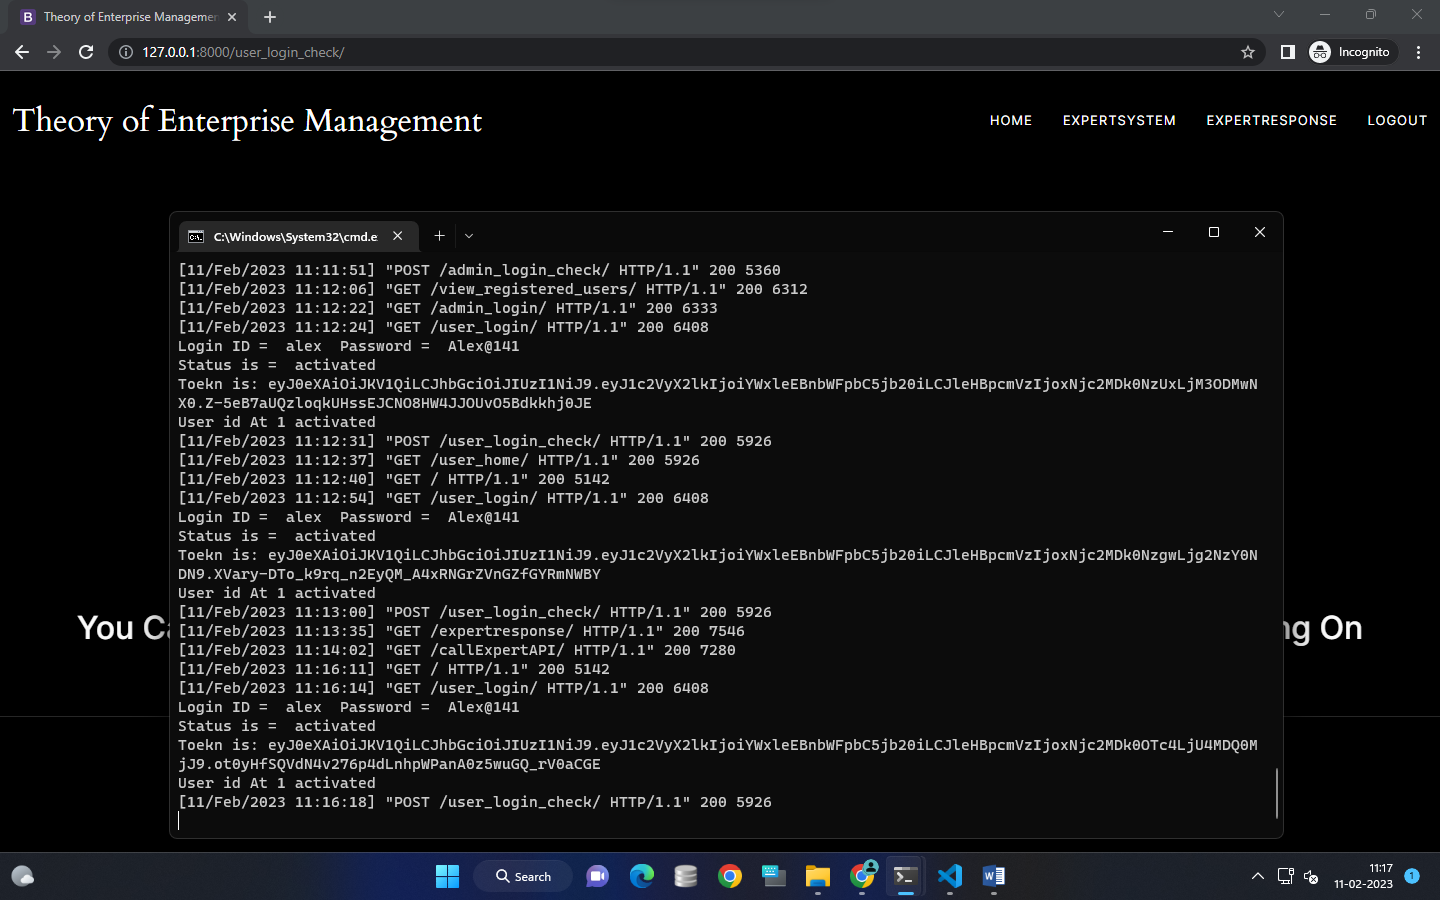 Theory of Enterprise Managemen
127.0.0.1:8000/user_login_check/
Incognito
Theory of Enterprise Management
HOME EXPERTSYSTEM EXPERTRESPONSE LOGOUT
C:\Windows\System32\cmd.e
[11/Feb/2023 11:11:51] "POST /admin_login_check/ HTTP/1.1" 200 5360
[11/Feb/2023 11:12:06] "GET /view_registered_users/ HTTP/1.1" 200 6312
[11/Feb/2023 11:12:22] "GET /admin_login/ HTTP/1.1" 200 6333
[11/Feb/2023 11:12:24] "GET /user_login/ HTTP/1.1" 200 6408
Login ID =  alex  Password =  Alex@141
Status is =  activated
Toekn is: eyJ0eXAiOiJKV1QiLCJhbGciOiJIUzI1NiJ9.eyJ1c2VyX2lkIjoiYWxleEBnbWFpbC5jb20iLCJleHBpcmVzIjoxNjc2MDk0NzUxLjM3ODMwN
X0.Z-5eB7aUQzloqkUHssEJCNO8HW4JJOUvO5Bdkkhj0JE
User id At 1 activated
[11/Feb/2023 11:12:31] "POST /user_login_check/ HTTP/1.1" 200 5926
[11/Feb/2023 11:12:37] "GET /user_home/ HTTP/1.1" 200 5926
[11/Feb/2023 11:12:40] "GET / HTTP/1.1" 200 5142
[11/Feb/2023 11:12:54] "GET /user_login/ HTTP/1.1" 200 6408
Login ID =  alex  Password =  Alex@141
Status is =  activated
Toekn is: eyJ0eXAiOiJKV1QiLCJhbGciOiJIUzI1NiJ9.eyJ1c2VyX2lkIjoiYWxleEBnbWFpbC5jb20iLCJleHBpcmVzIjoxNjc2MDk0NzgwLjg2NzY0N
DN9.XVary-DTo_k9rq_n2EyQM_A4xRNGrZVnGZfGYRmNWBY
User id At 1 activated
[11/Feb/2023 11:13:00] "POST /user_login_check/ HTTP/1.1" 200 5926
[11/Feb/2023 11:13:35] "GET /expertresponse/ HTTP/1.1" 200 7546
[11/Feb/2023 11:14:02] "GET /callExpertAPI/ HTTP/1.1" 200 7280
[11/Feb/2023 11:16:11] "GET / HTTP/1.1" 200 5142
[11/Feb/2023 11:16:14] "GET /user_login/ HTTP/1.1" 200 6408
Login ID =  alex  Password =  Alex@141
Status is =  activated
Toekn is: eyJ0eXAiOiJKV1QiLCJhbGciOiJIUzI1NiJ9.eyJ1c2VyX2lkIjoiYWxleEBnbWFpbC5jb20iLCJleHBpcmVzIjoxNjc2MDk0OTc4LjU4MDQ0M
jJ9.ot0yHfSQVdN4v276p4dLnhpWPanA0z5wuGQ_rV0aCGE
User id At 1 activated
[11/Feb/2023 11:16:18] "POST /user_login_check/ HTTP/1.1" 200 5926
You Ca ng On
Search
11:17
11-02-2023
1